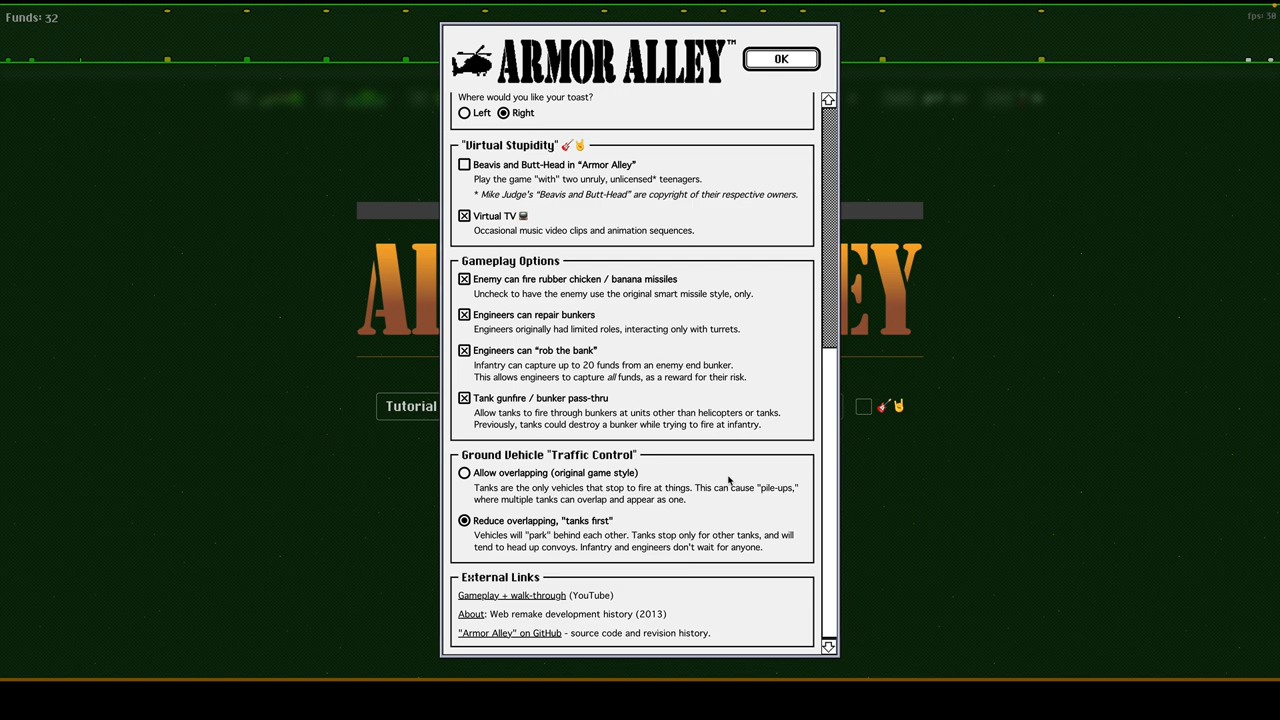 Funds: 32
fps: 30
ARMOR ALLEY™
OK
Where would you like your toast?
Left Right
"Virtual Stupidity" 🎸🤘
Beavis and Butt-Head in “Armor Alley”
Play the game "with" two unruly, unlicensed* teenagers.
* Mike Judge's “Beavis and Butt-Head” are copyright of their respective owners.
Virtual TV
Occasional music video clips and animation sequences.
Gameplay Options
Enemy can fire rubber chicken / banana missiles
Uncheck to have the enemy use the original smart missile style, only.
Engineers can repair bunkers
Engineers originally had limited roles, interacting only with turrets.
Engineers can “rob the bank”
Infantry can capture up to 20 funds from an enemy end bunker.
This allows engineers to capture all funds, as a reward for their risk.
Tank gunfire / bunker pass-thru
Allow tanks to fire through bunkers at units other than helicopters or tanks.
Previously, tanks could destroy a bunker while trying to fire at infantry.
Tutorial
Ground Vehicle "Traffic Control"
Allow overlapping (original game style)
Tanks are the only vehicles that stop to fire at things. This can cause "pile-ups,"
where multiple tanks can overlap and appear as one.
Reduce overlapping, "tanks first"
Vehicles will "park" behind each other. Tanks stop only for other tanks, and will
tend to head up convoys. Infantry and engineers don't wait for anyone.
External Links
Gameplay + walk-through (YouTube)
About: Web remake development history (2013)
"Armor Alley" on GitHub - source code and revision history.